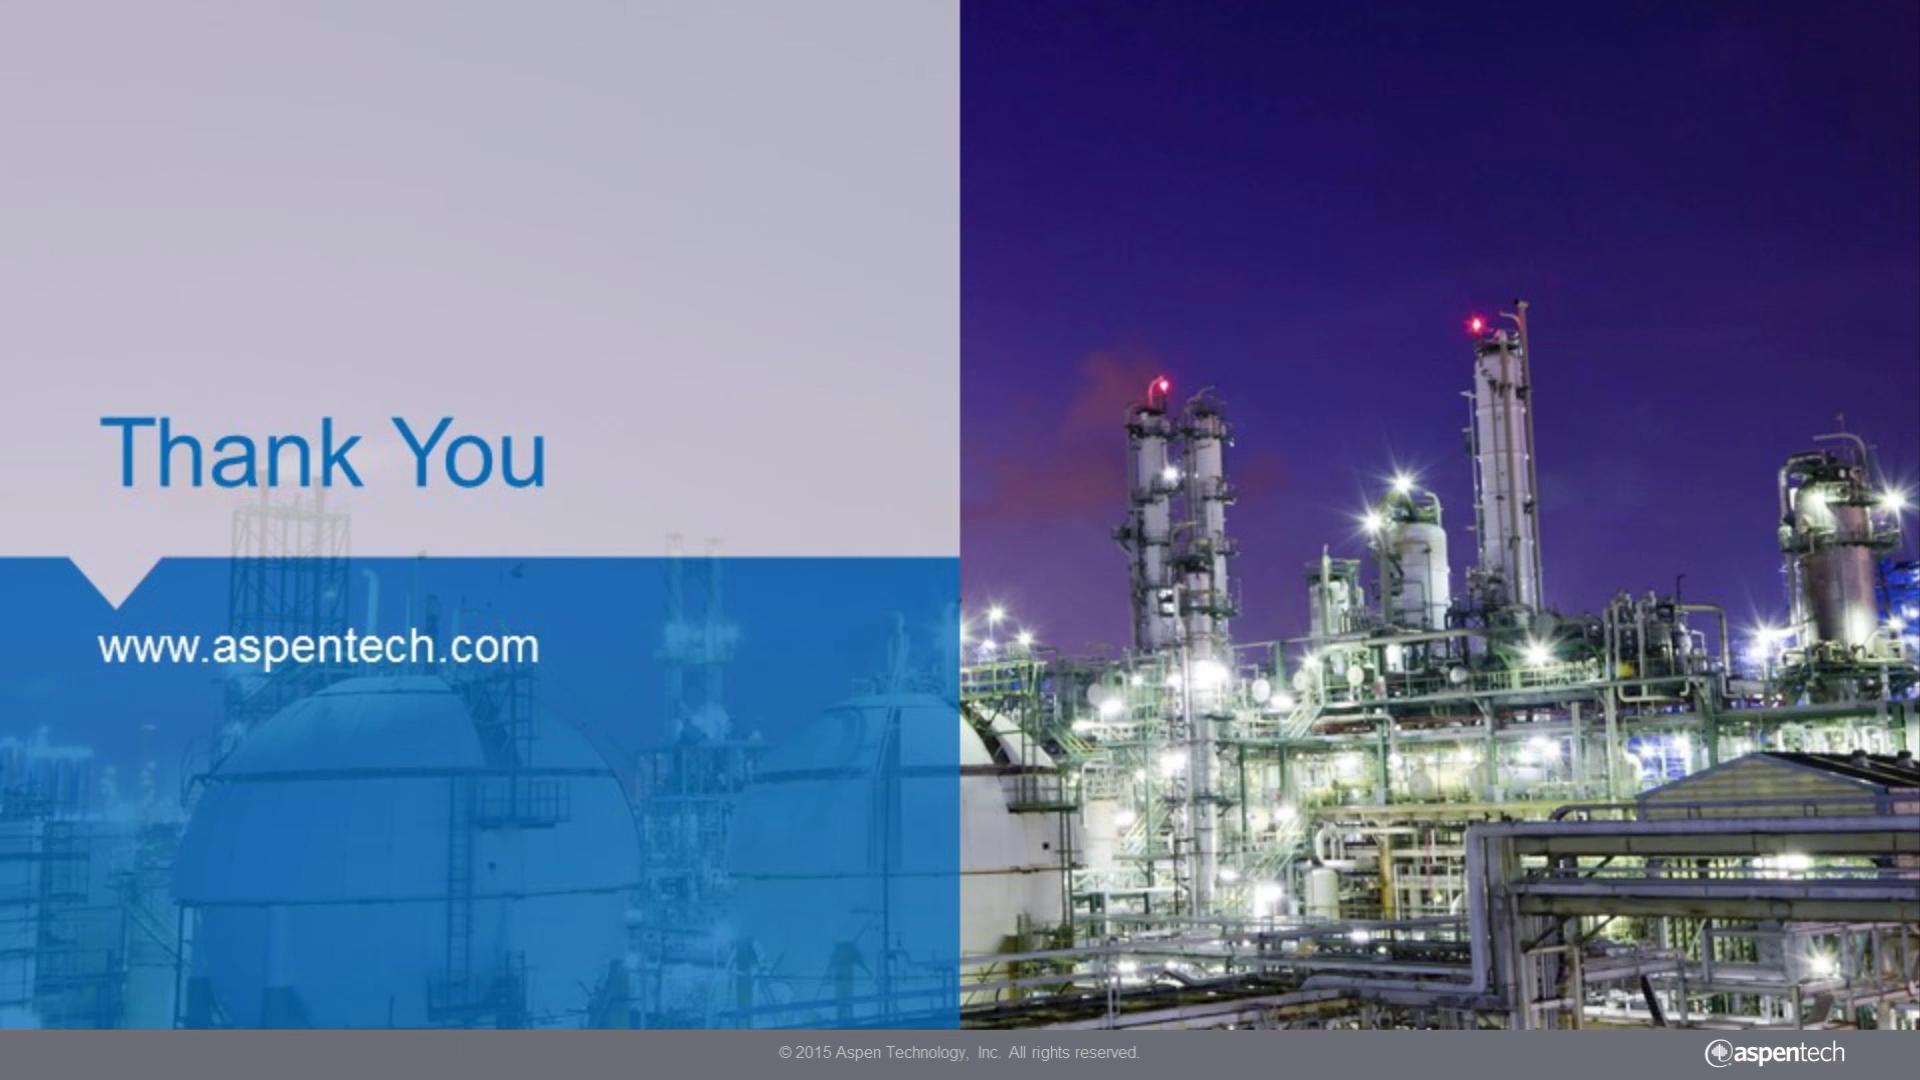 Thank You
www.aspentech.com
© 2015 Aspen Technology, Inc. All rights reserved.
aspentech